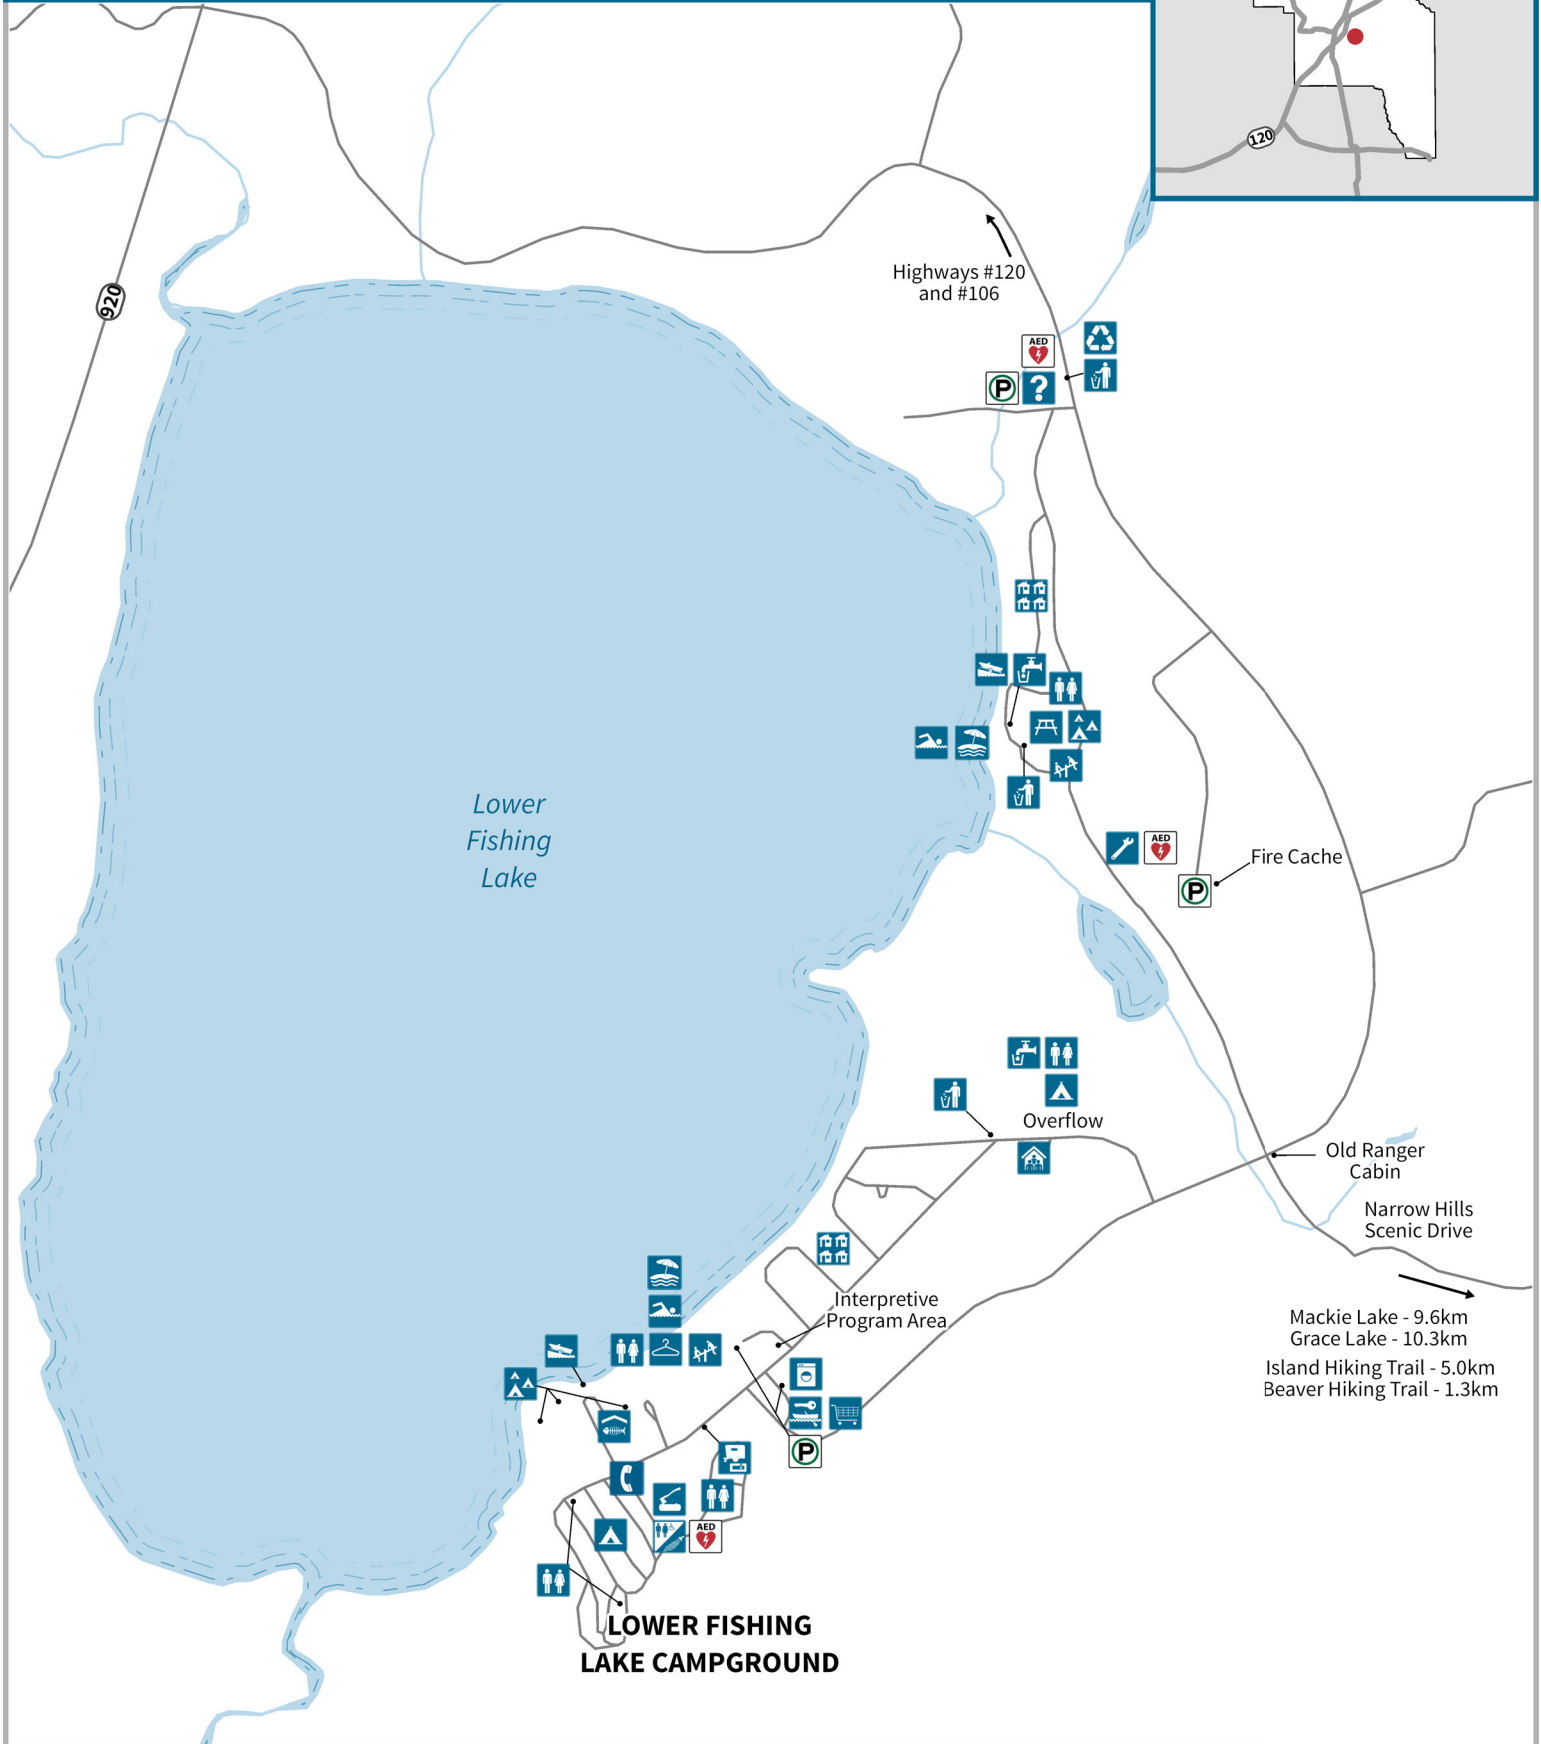 120
920
Highways #120
and #106
AED
P
?
Lower
Fishing
Lake
AED
Fire Cache
P
Overflow
Old Ranger
Cabin
Narrow Hills
Scenic Drive
Interpretive
Program Area
Mackie Lake - 9.6km
Grace Lake - 10.3km
Island Hiking Trail - 5.0km
Beaver Hiking Trail - 1.3km
P
AED
LOWER FISHING
LAKE CAMPGROUND